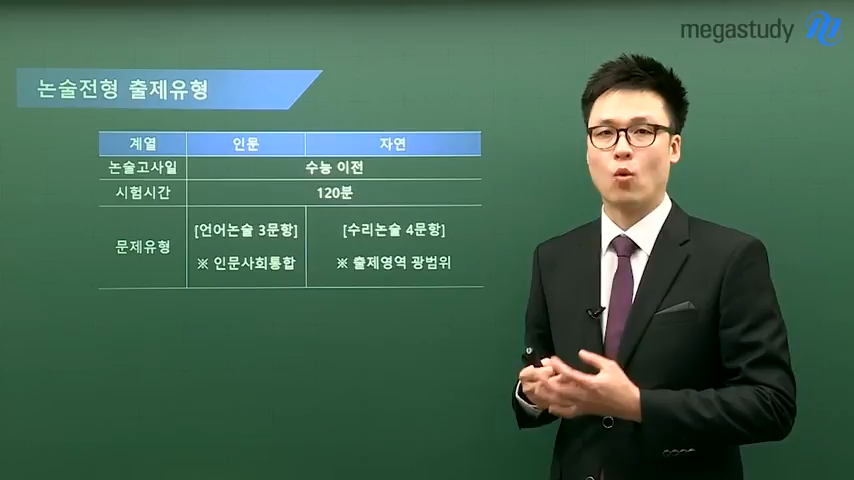 megastudy
논술전형 출제유형
계열 인문 자연
논술고사일 수능 이전
시험시간 120분
문제유형 [언어논술 3문항] [수리논술 4문항]
※ 인문사회통합 ※ 출제영역 광범위